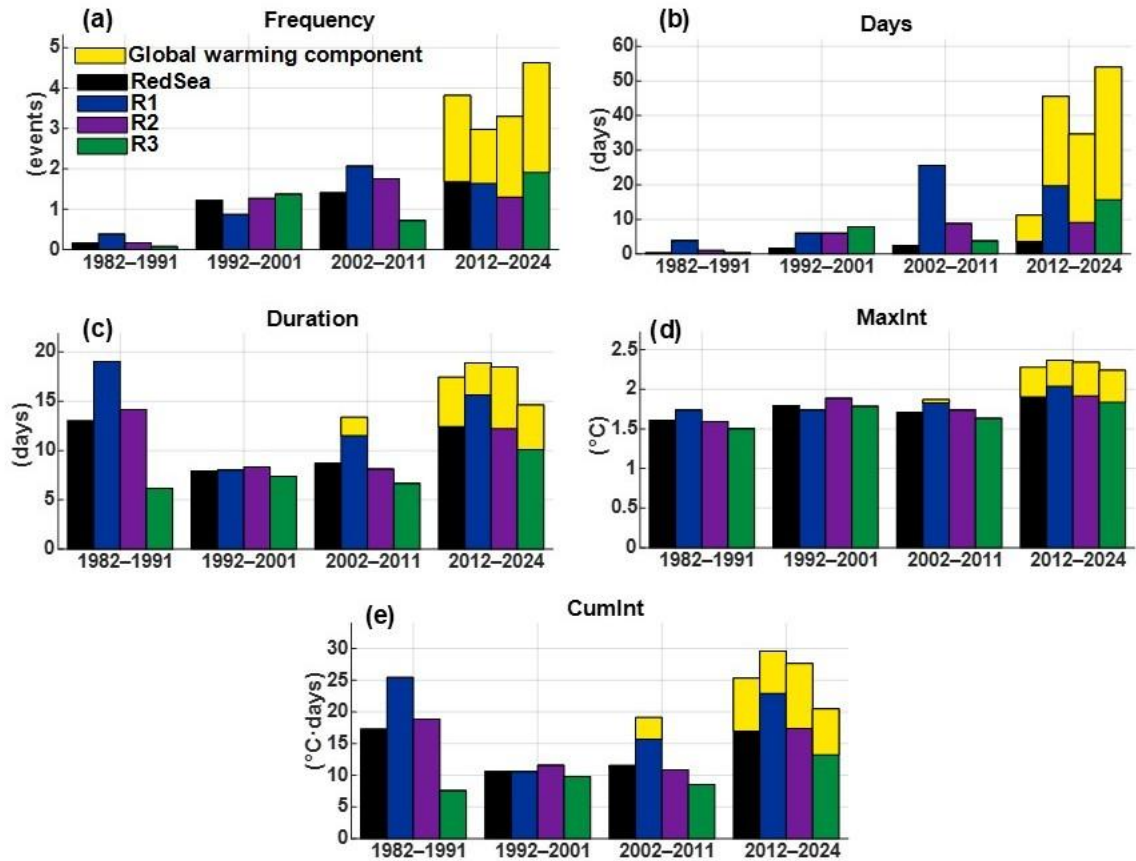 (a) Frequency
(events)
5
4
3
2
1
0
Global warming component
RedSea
R1
R2
R3
1982–1991 1992–2001 2002–2011 2012–2024
(b) Days
(days)
60
50
40
30
20
10
0
1982–1991 1992–2001 2002–2011 2012–2024
(c) Duration
(days)
20
15
10
5
0
1982–1991 1992–2001 2002–2011 2012–2024
(d) MaxInt
(°C)
2.5
2
1.5
1
0.5
0
1982–1991 1992–2001 2002–2011 2012–2024
(e) CumInt
(°C·days)
30
25
20
15
10
5
0
1982–1991 1992–2001 2002–2011 2012–2024